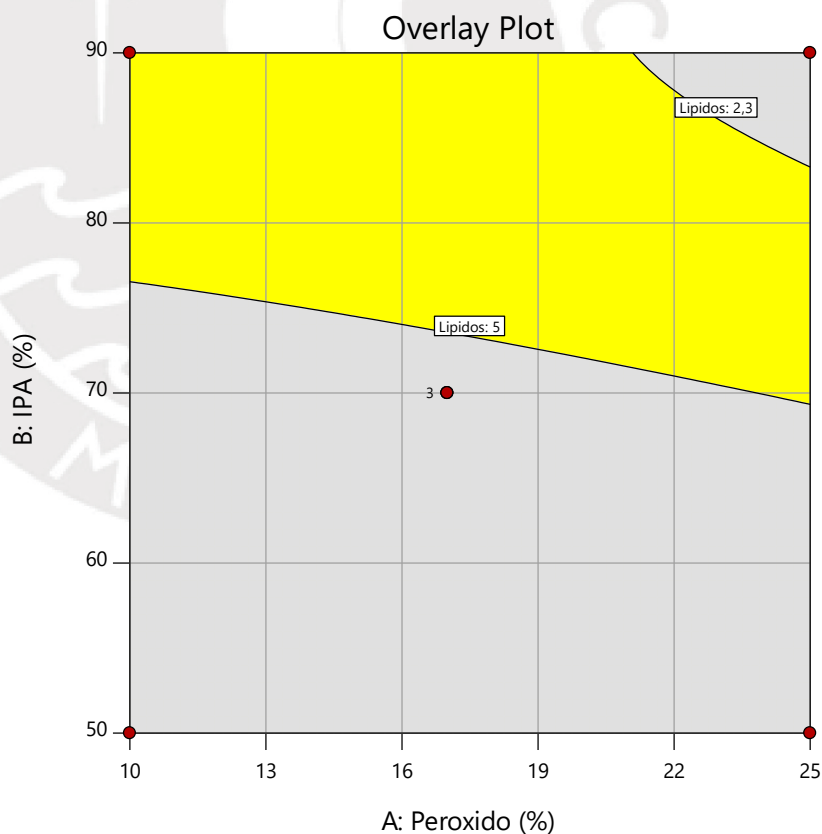 Overlay Plot
90
Lipidos: 2,3
80
Lipidos: 5
B: IPA (%)
70
3
60
50
10 13 16 19 22 25
A: Peroxido (%)
M